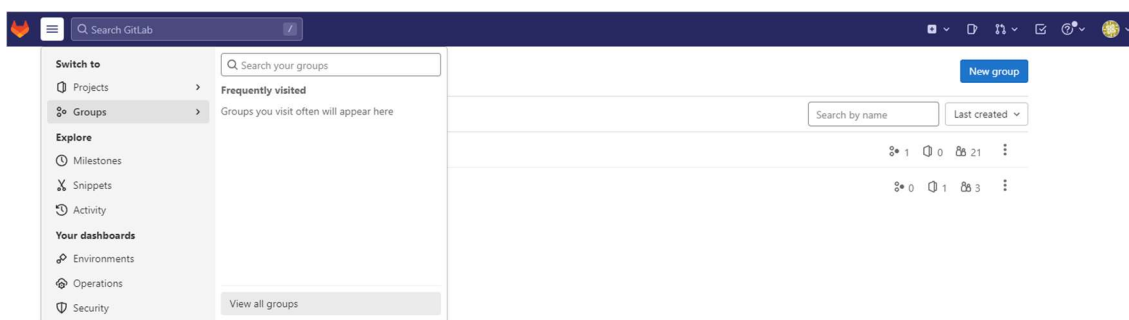 Search GitLab /
Switch to
Projects
Groups
Explore
Milestones
Snippets
Activity
Your dashboards
Environments
Operations
Security
Search your groups
Frequently visited
Groups you visit often will appear here
View all groups
New group
Search by name Last created
1 0 21
0 1 3